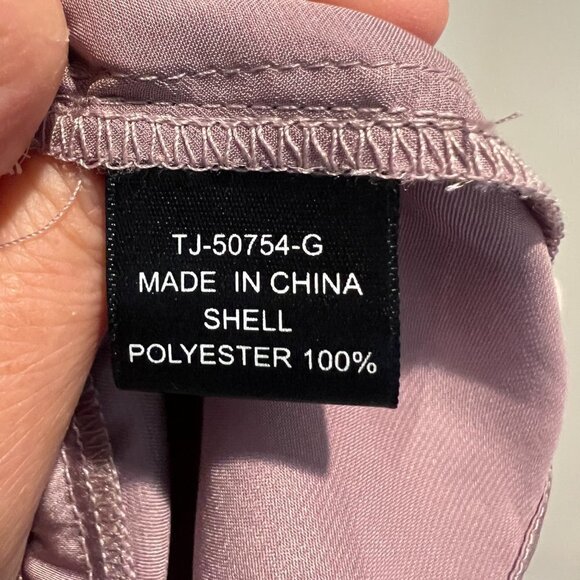 TJ-50754-G
MADE IN CHINA
SHELL
POLYESTER 100%